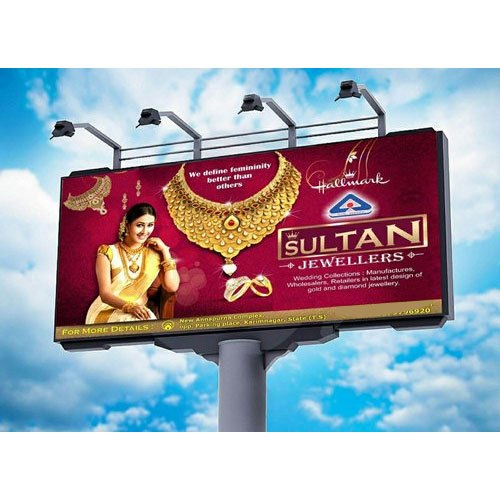 We define femininity
better than
others
Hallmark
SULTAN
JEWELLERS
Wedding Collections : Manufactures,
Wholesalers, Retailers in latest design of
gold and diamond jewellery.
FOR MORE DETAILS :
New Annapurna Complex,
opp. Parking place, Karimnagar, State (T.S)
96920